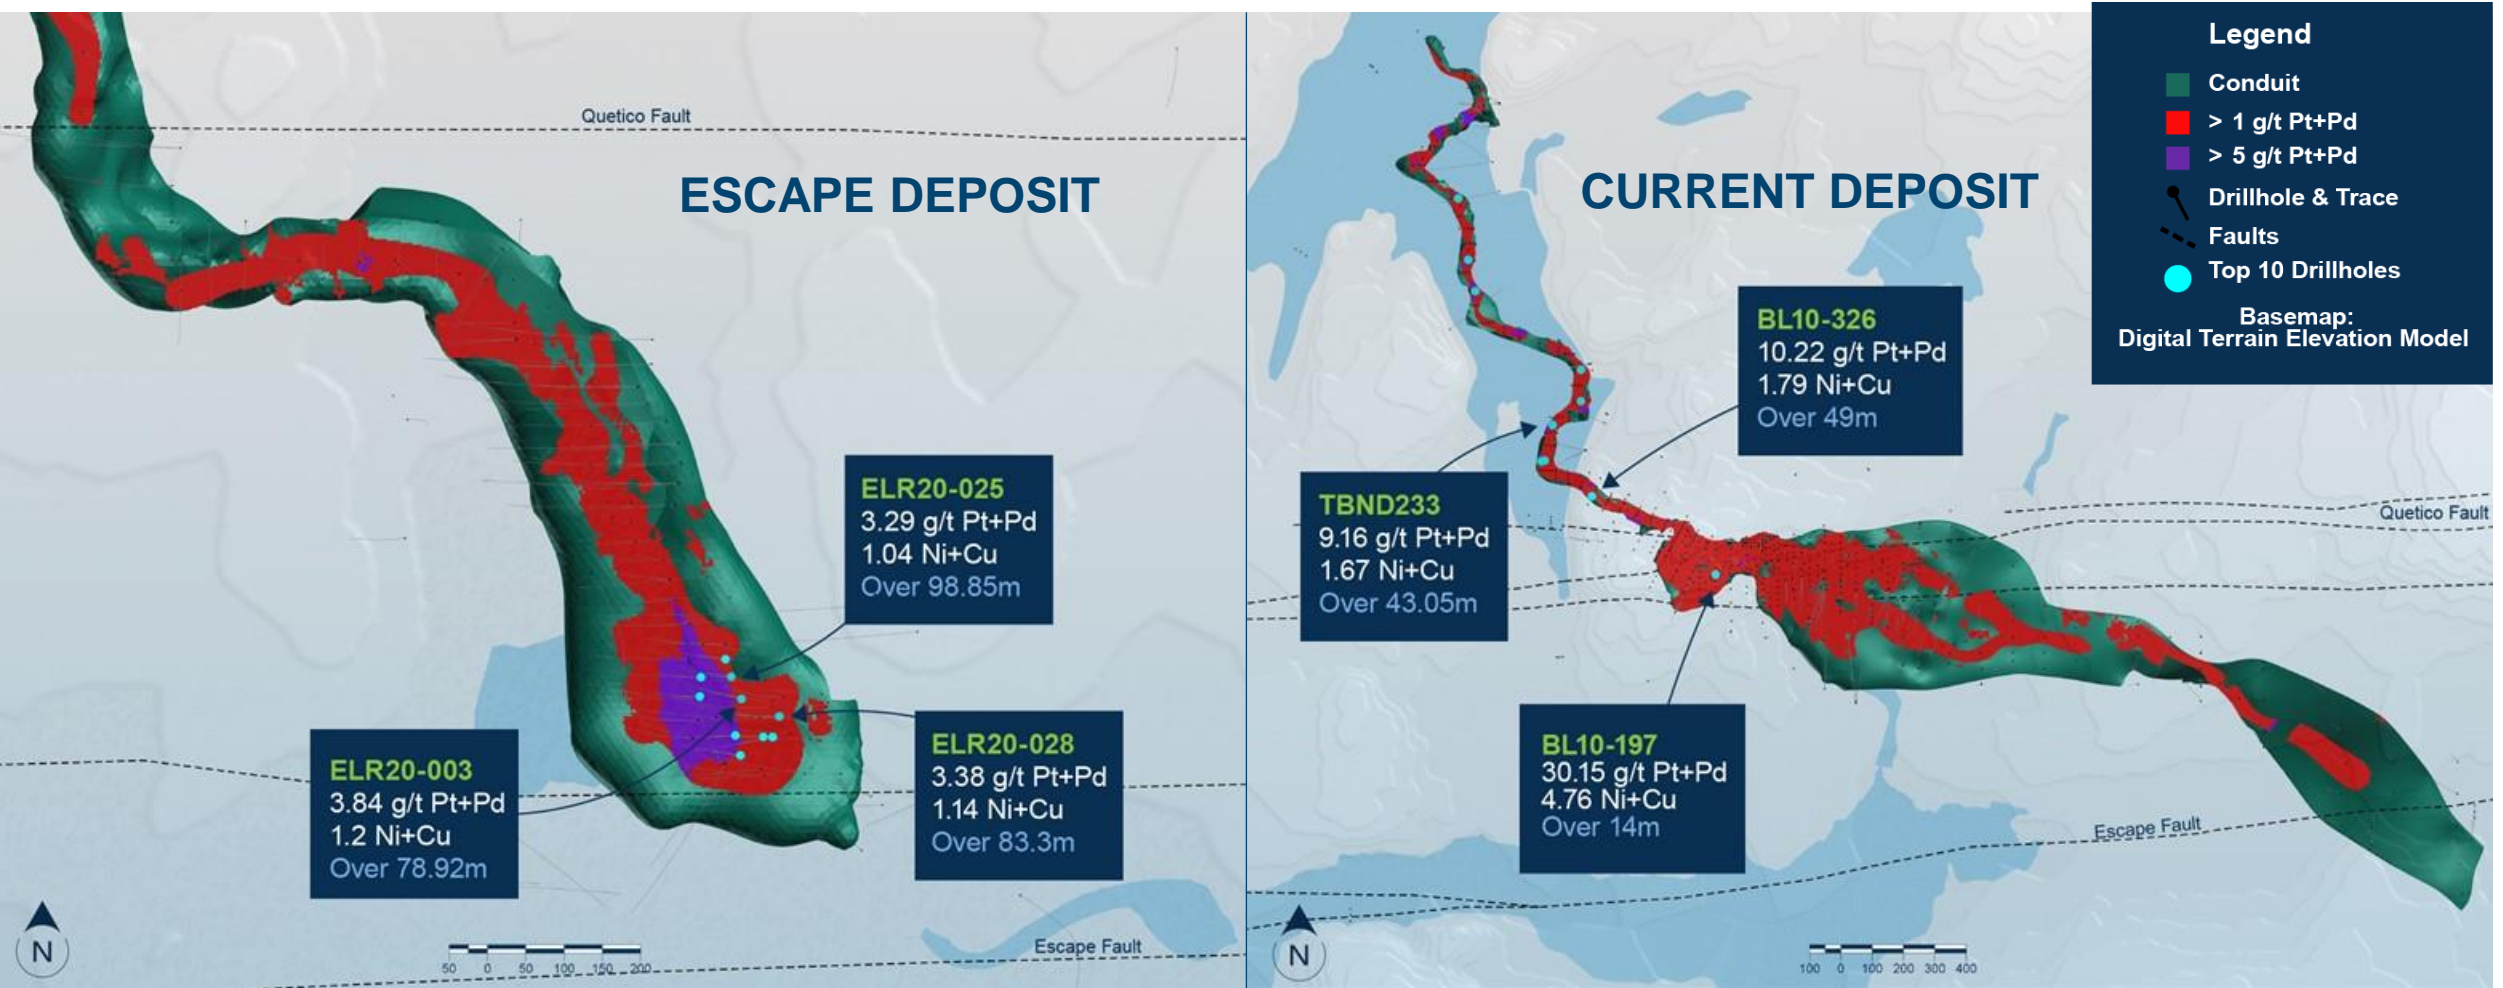 Quetico Fault
ESCAPE DEPOSIT
ELR20-025
3.29 g/t Pt+Pd
1.04 Ni+Cu
Over 98.85m
ELR20-003
3.84 g/t Pt+Pd
1.2 Ni+Cu
Over 78.92m
ELR20-028
3.38 g/t Pt+Pd
1.14 Ni+Cu
Over 83.3m
Escape Fault
N
50 0 50 100 150 200
CURRENT DEPOSIT
BL10-326
10.22 g/t Pt+Pd
1.79 Ni+Cu
Over 49m
TBND233
9.16 g/t Pt+Pd
1.67 Ni+Cu
Over 43.05m
Quetico Fault
BL10-197
30.15 g/t Pt+Pd
4.76 Ni+Cu
Over 14m
Escape Fault
N
100 0 100 200 300 400
Legend
Conduit
> 1 g/t Pt+Pd
> 5 g/t Pt+Pd
Drillhole & Trace
Faults
Top 10 Drillholes
Basemap:
Digital Terrain Elevation Model